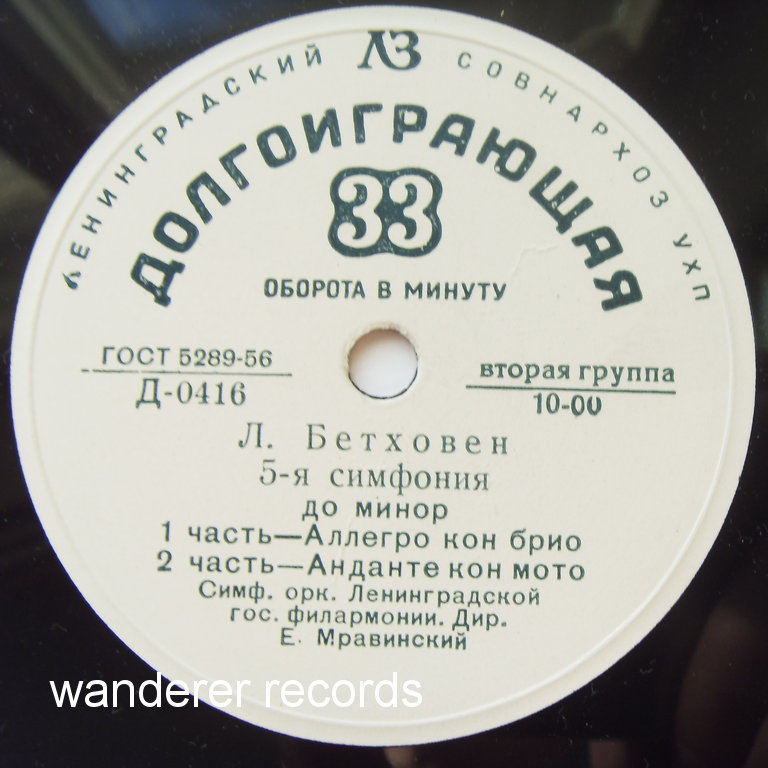 ЛЕНИНГРАДСКИЙ ЛЗ СОВНАРХОЗ УХП
ДОЛГОИГРАЮЩАЯ
33
ОБОРОТА В МИНУТУ
ГОСТ 5289-56
Д-0416
вторая группа
10-00
Л. Бетховен
5-я симфония
до минор
1 часть—Аллегро кон брио
2 часть—Анданте кон мото
Симф. орк. Ленинградской
гос. филармонии. Дир.
Е. Мравинский
wanderer records